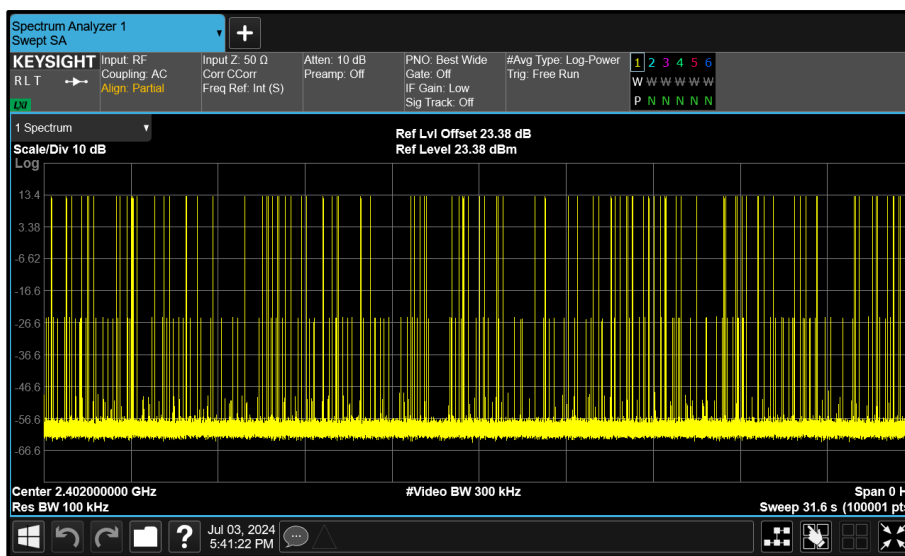 Spectrum Analyzer 1
Swept SA
KEYSIGHT
R L T
LXI
Input: RF
Coupling: AC
Align: Partial
Input Z: 50 Ω
Corr CCorr
Freq Ref: Int (S)
Atten: 10 dB
Preamp: Off
PNO: Best Wide
Gate: Off
IF Gain: Low
Sig Track: Off
#Avg Type: Log-Power
Trig: Free Run
1 2 3 4 5 6
W W W W W W
P N N N N N
1 Spectrum
Scale/Div 10 dB
Ref Lvl Offset 23.38 dB
Ref Level 23.38 dBm
Log
13.4
3.38
-6.62
-16.6
-26.6
-36.6
-46.6
-56.6
-66.6
Center 2.402000000 GHz
#Video BW 300 kHz
Span 0 H
Res BW 100 kHz
Sweep 31.6 s (100001 pts
?
Jul 03, 2024
5:41:22 PM